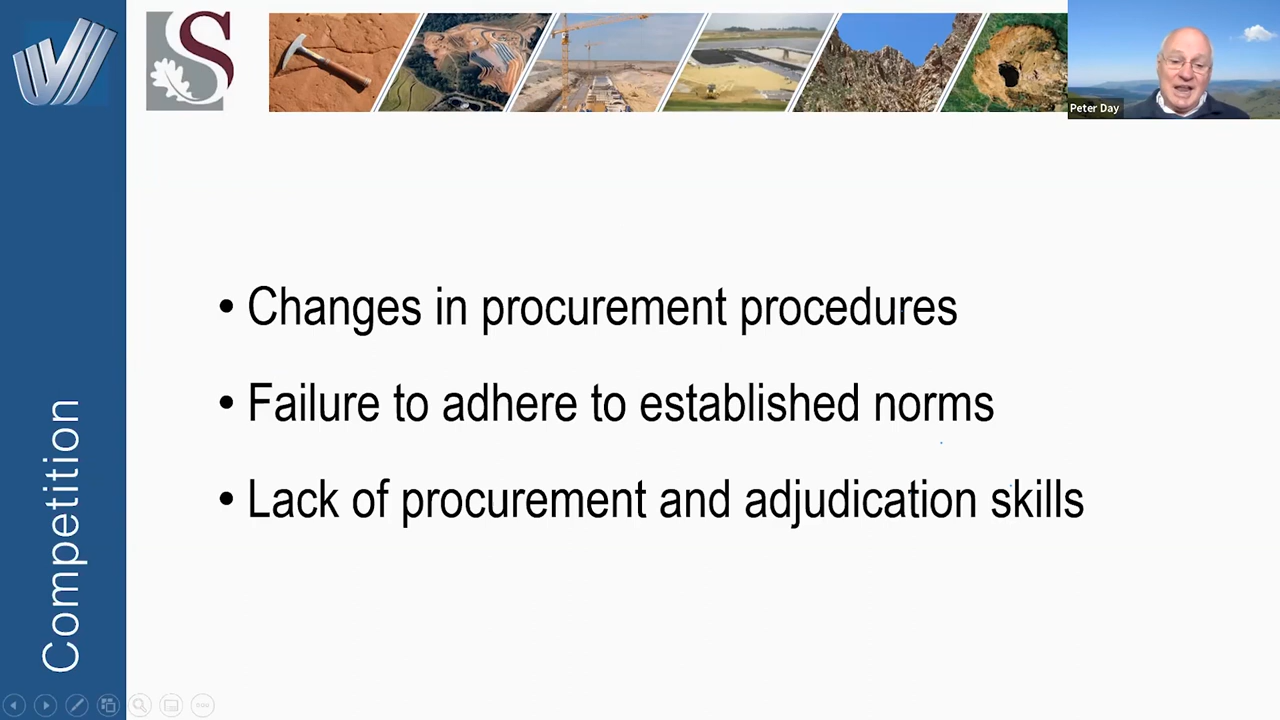 S
Peter Day
• Changes in procurement procedures
• Failure to adhere to established norms
• Lack of procurement and adjudication skills
Competition